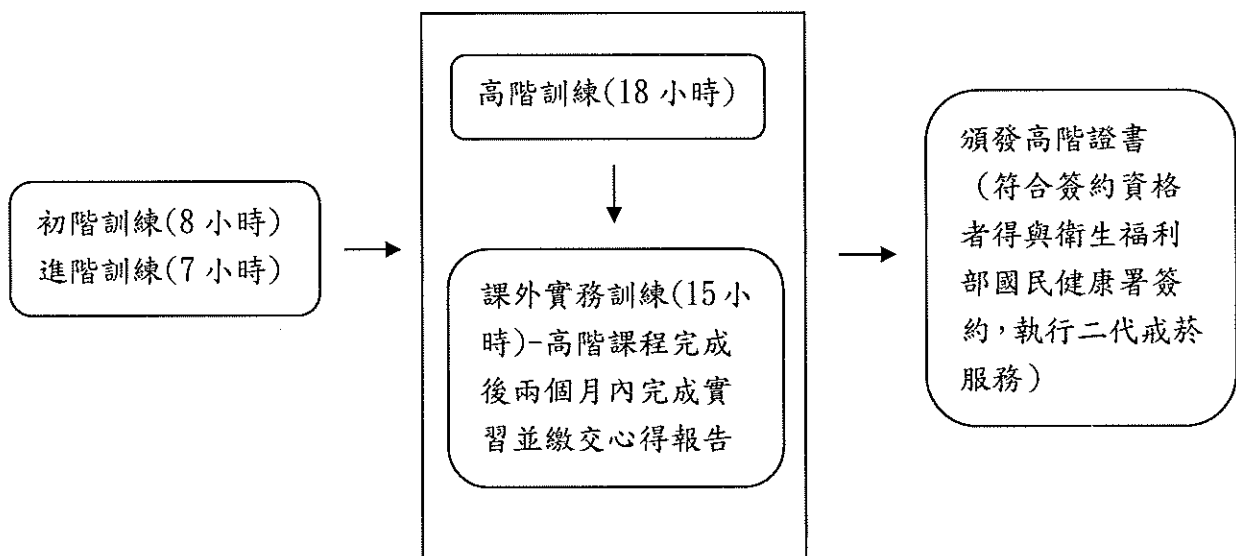 初階訓練(8 小時)
進階訓練(7 小時)
高階訓練(18 小時)
課外實務訓練(15 小
時)-高階課程完成
後兩個月內完成實
習並繳交心得報告
頒發高階證書
(符合簽約資格
者得與衛生福利
部國民健康署簽
約,執行二代戒菸
服務)